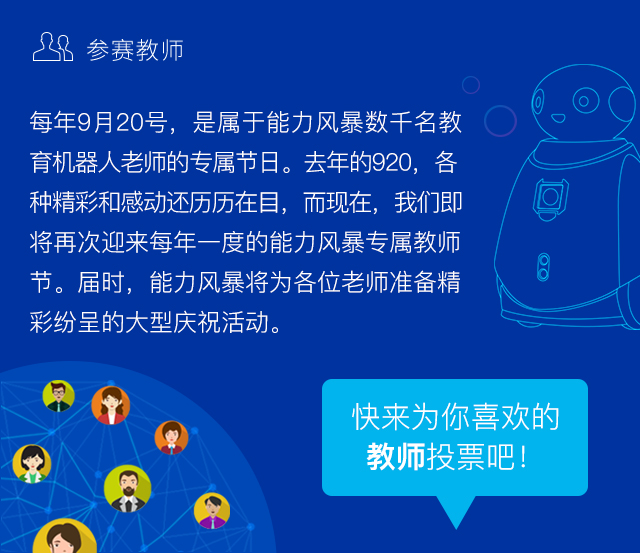 参赛教师
每年9月20号，是属于能力风暴数千名教
育机器人老师的专属节日。去年的920，各
种精彩和感动还历历在目，而现在，我们即
将再次迎来每年一度的能力风暴专属教师
节。届时，能力风暴将为各位老师准备精
彩纷呈的大型庆祝活动。
快来为你喜欢的
教师投票吧！